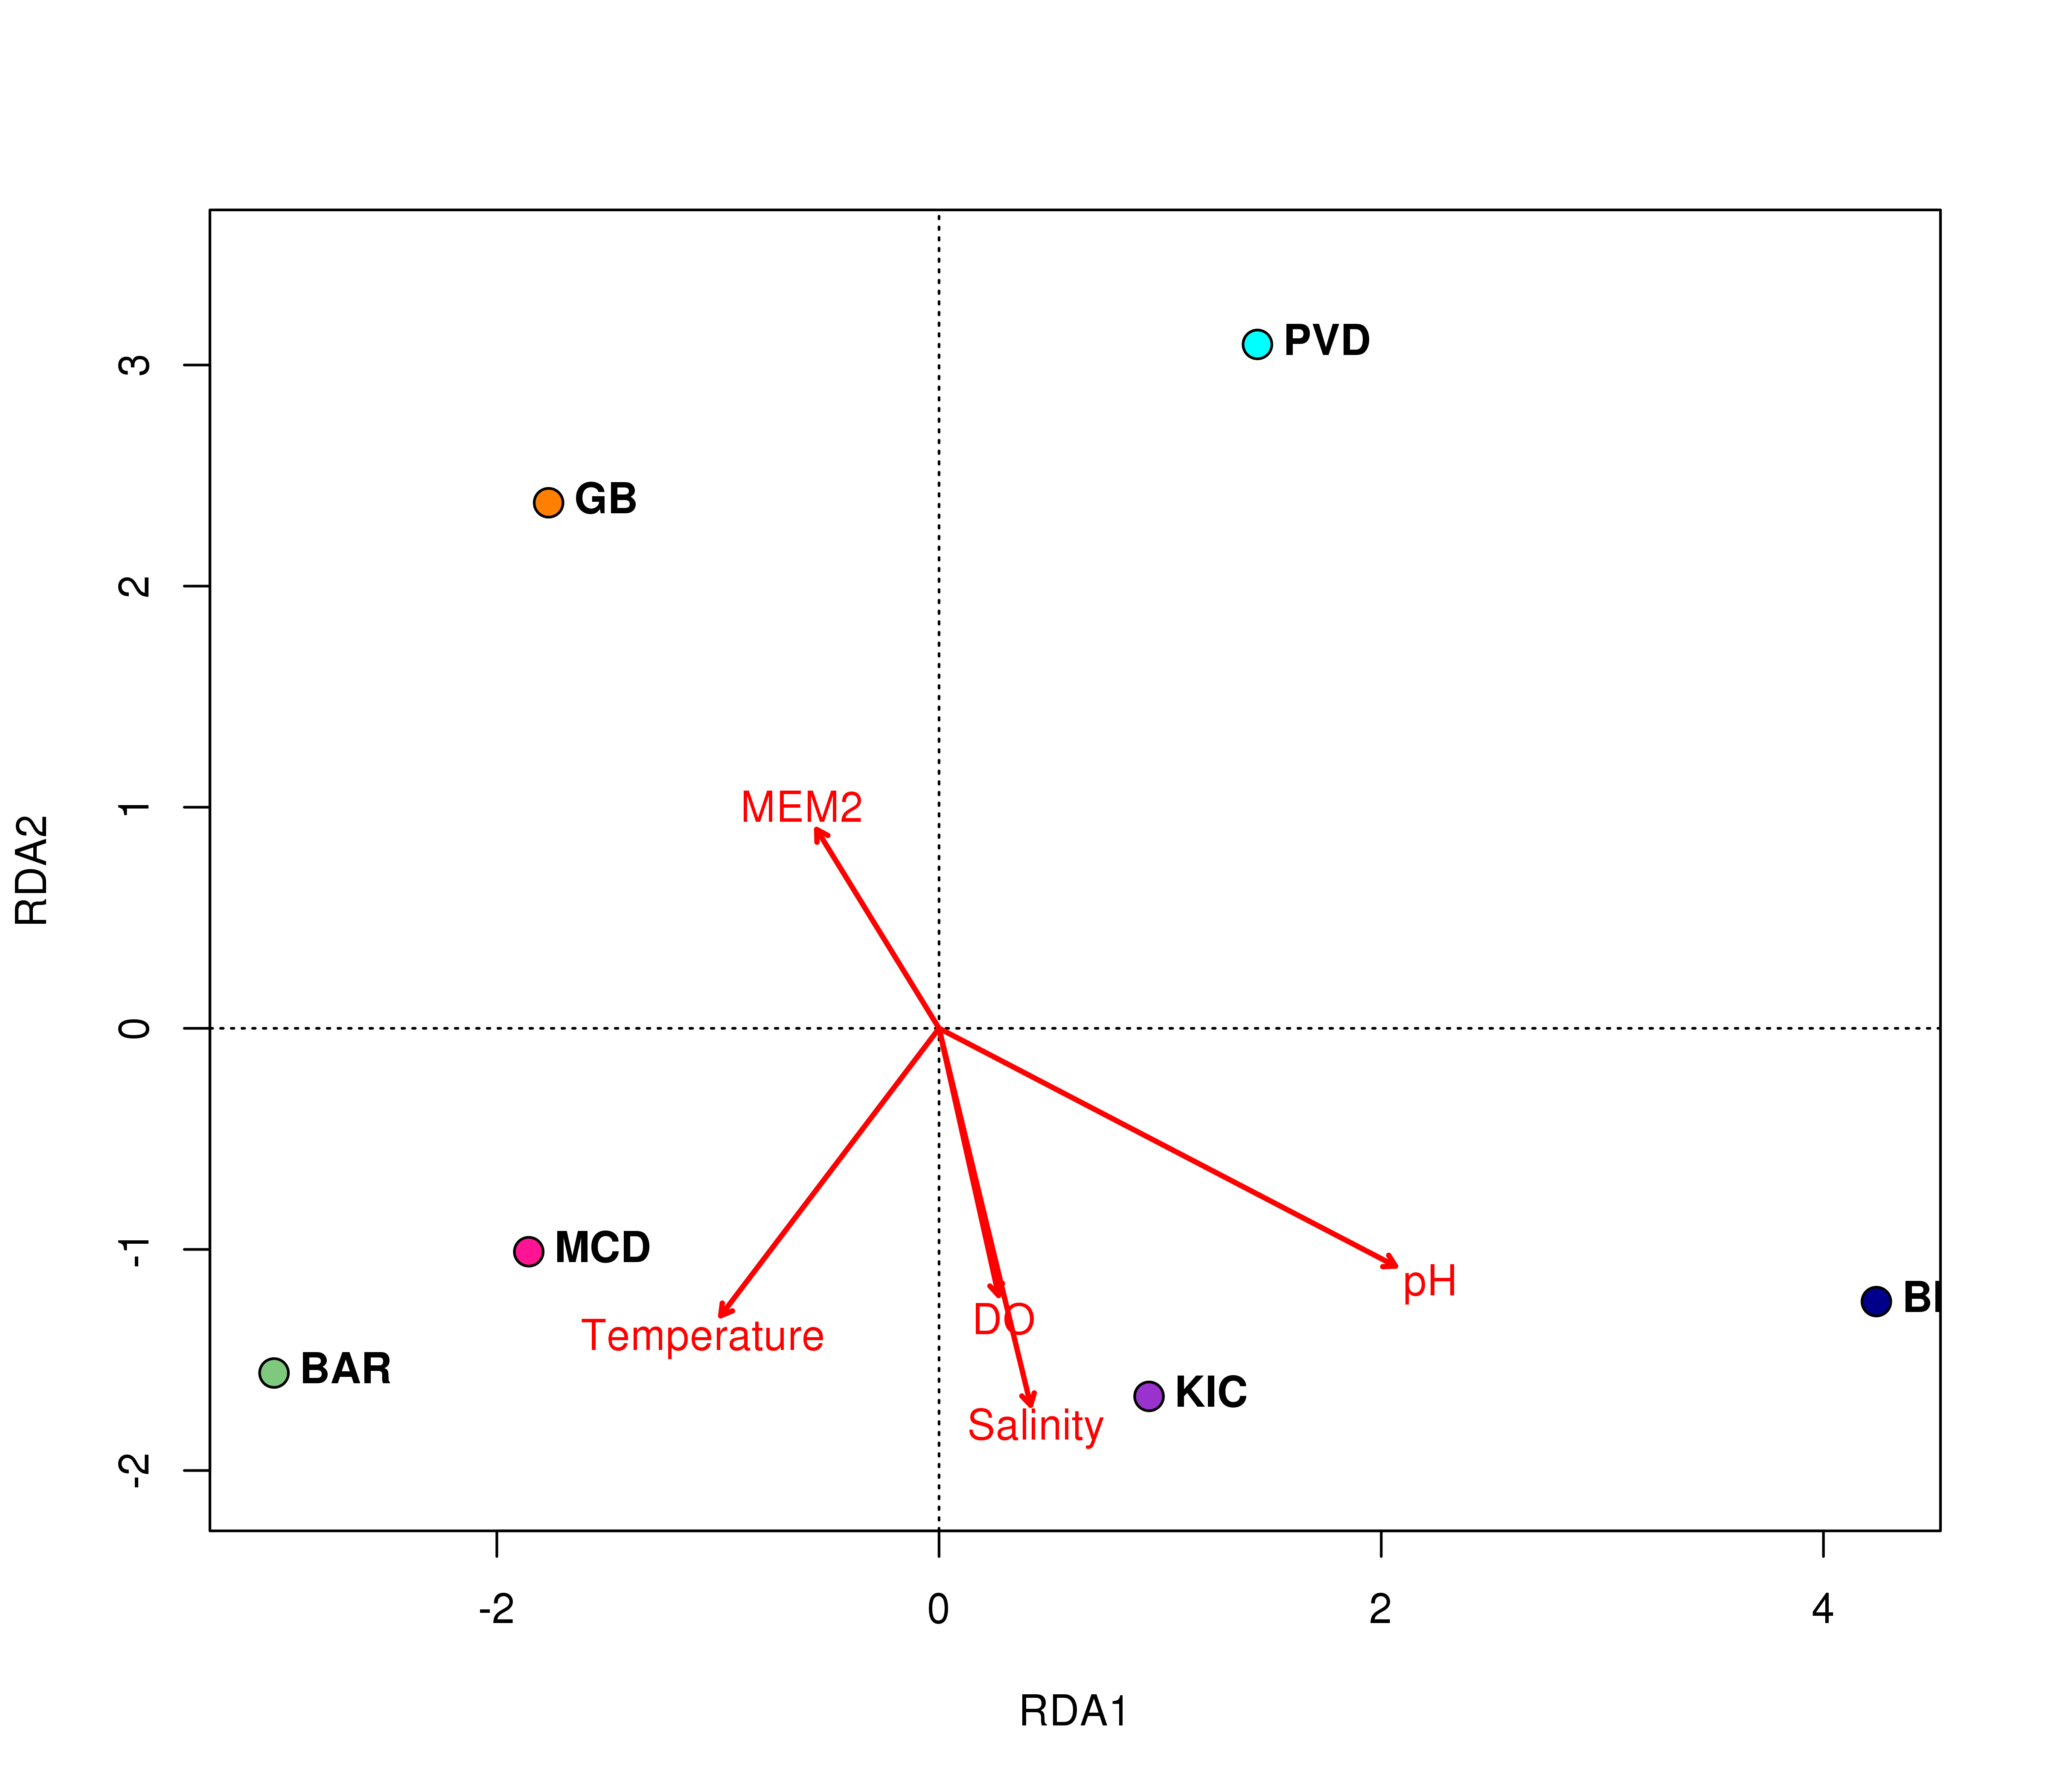 PVD
3
GB
2
MEM2
1
RDA2
0
MCD
-1
pH
BI
DO
Temperature
BAR
KIC
Salinity
-2
-2 0 2 4
RDA1